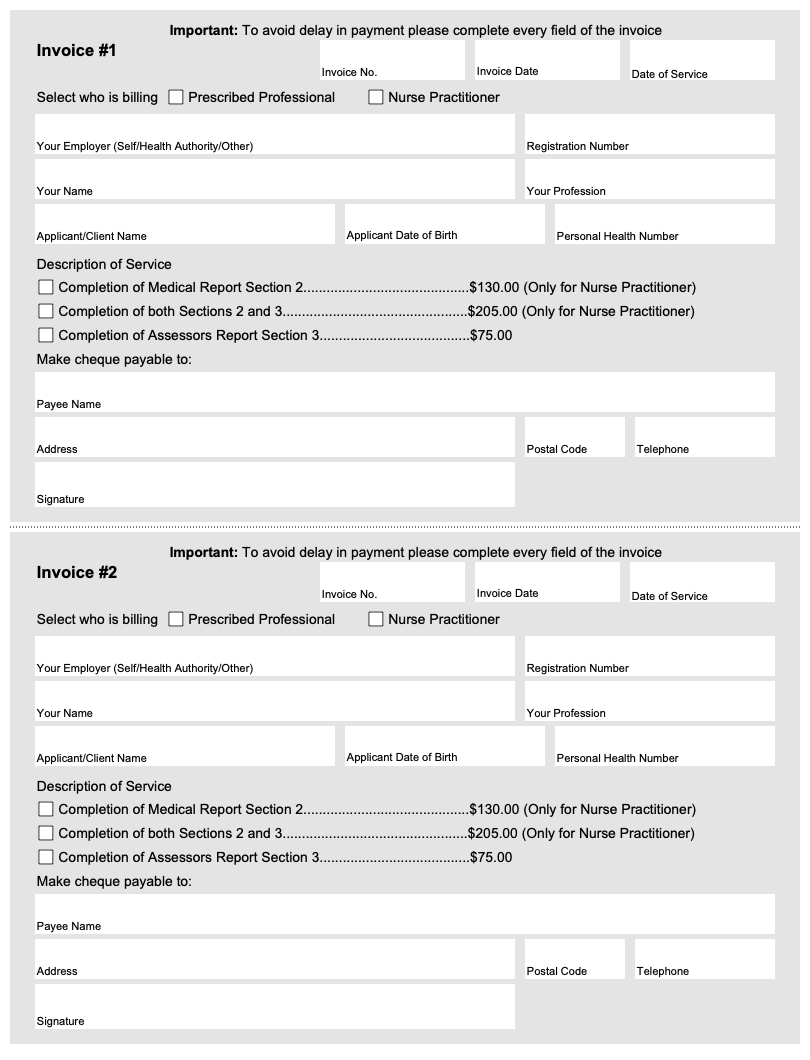 Important: To avoid delay in payment please complete every field of the invoice
Invoice #1
Invoice No. Invoice Date Date of Service
Select who is billing Prescribed Professional Nurse Practitioner
Your Employer (Self/Health Authority/Other) Registration Number
Your Name Your Profession
Applicant/Client Name Applicant Date of Birth Personal Health Number
Description of Service
Completion of Medical Report Section 2...........................................$130.00 (Only for Nurse Practitioner)
Completion of both Sections 2 and 3................................................$205.00 (Only for Nurse Practitioner)
Completion of Assessors Report Section 3.......................................$75.00
Make cheque payable to:
Payee Name
Address Postal Code Telephone
Signature
Important: To avoid delay in payment please complete every field of the invoice
Invoice #2
Invoice No. Invoice Date Date of Service
Select who is billing Prescribed Professional Nurse Practitioner
Your Employer (Self/Health Authority/Other) Registration Number
Your Name Your Profession
Applicant/Client Name Applicant Date of Birth Personal Health Number
Description of Service
Completion of Medical Report Section 2...........................................$130.00 (Only for Nurse Practitioner)
Completion of both Sections 2 and 3................................................$205.00 (Only for Nurse Practitioner)
Completion of Assessors Report Section 3.......................................$75.00
Make cheque payable to:
Payee Name
Address Postal Code Telephone
Signature